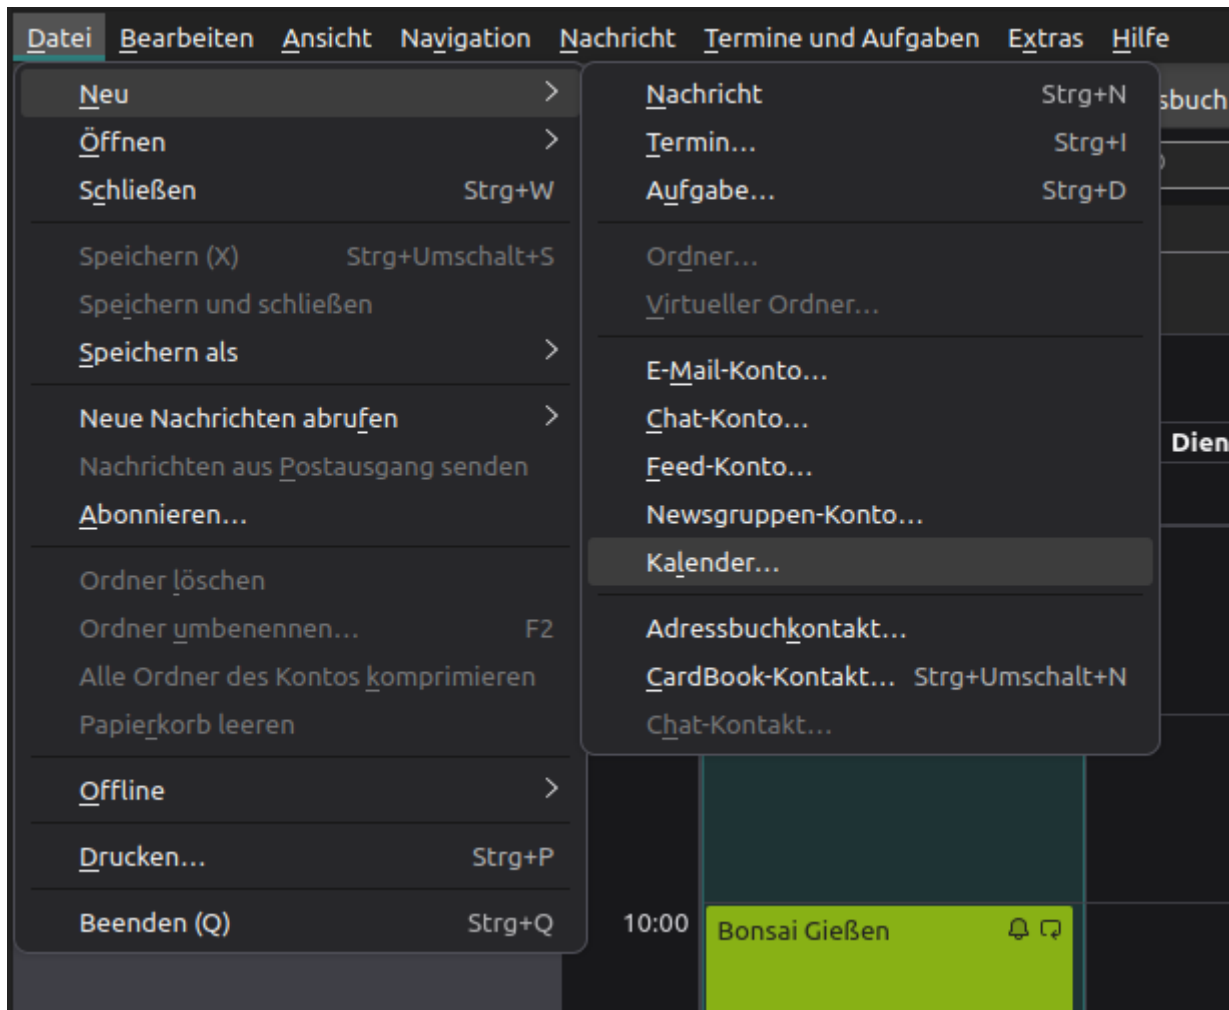 Datei Bearbeiten Ansicht Navigation Nachricht Termine und Aufgaben Extras Hilfe
Neu
Öffnen
Schließen Strg+W
Speichern (X) Strg+Umschalt+S
Speichern und schließen
Speichern als
Neue Nachrichten abrufen
Nachrichten aus Postausgang senden
Abonnieren…
Ordner löschen
Ordner umbenennen… F2
Alle Ordner des Kontos komprimieren
Papierkorb leeren
Offline
Drucken… Strg+P
Beenden (Q) Strg+Q
Nachricht Strg+N
Termin… Strg+I
Aufgabe… Strg+D
Ordner…
Virtueller Ordner…
E-Mail-Konto…
Chat-Konto…
Feed-Konto…
Newsgruppen-Konto…
Kalender…
Adressbuchkontakt…
CardBook-Kontakt… Strg+Umschalt+N
Chat-Kontakt…
sbuch
Dien
10:00
Bonsai Gießen